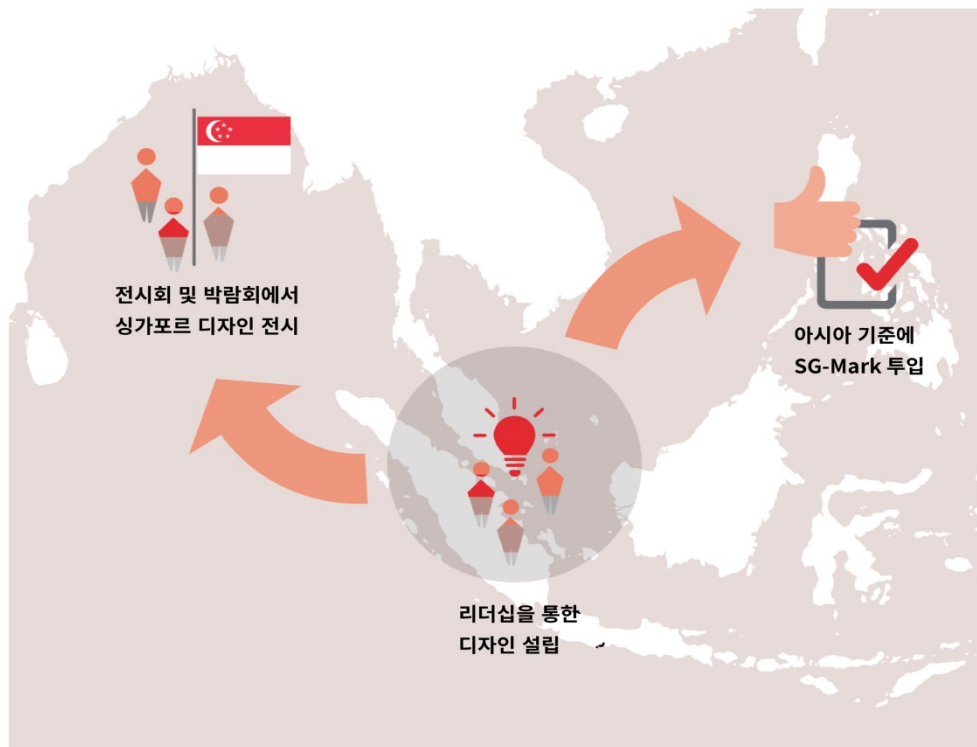 전시회 및 박람회에서
싱가포르 디자인 전시
아시아 기준에
SG-Mark 투입
리더십을 통한
디자인 설립